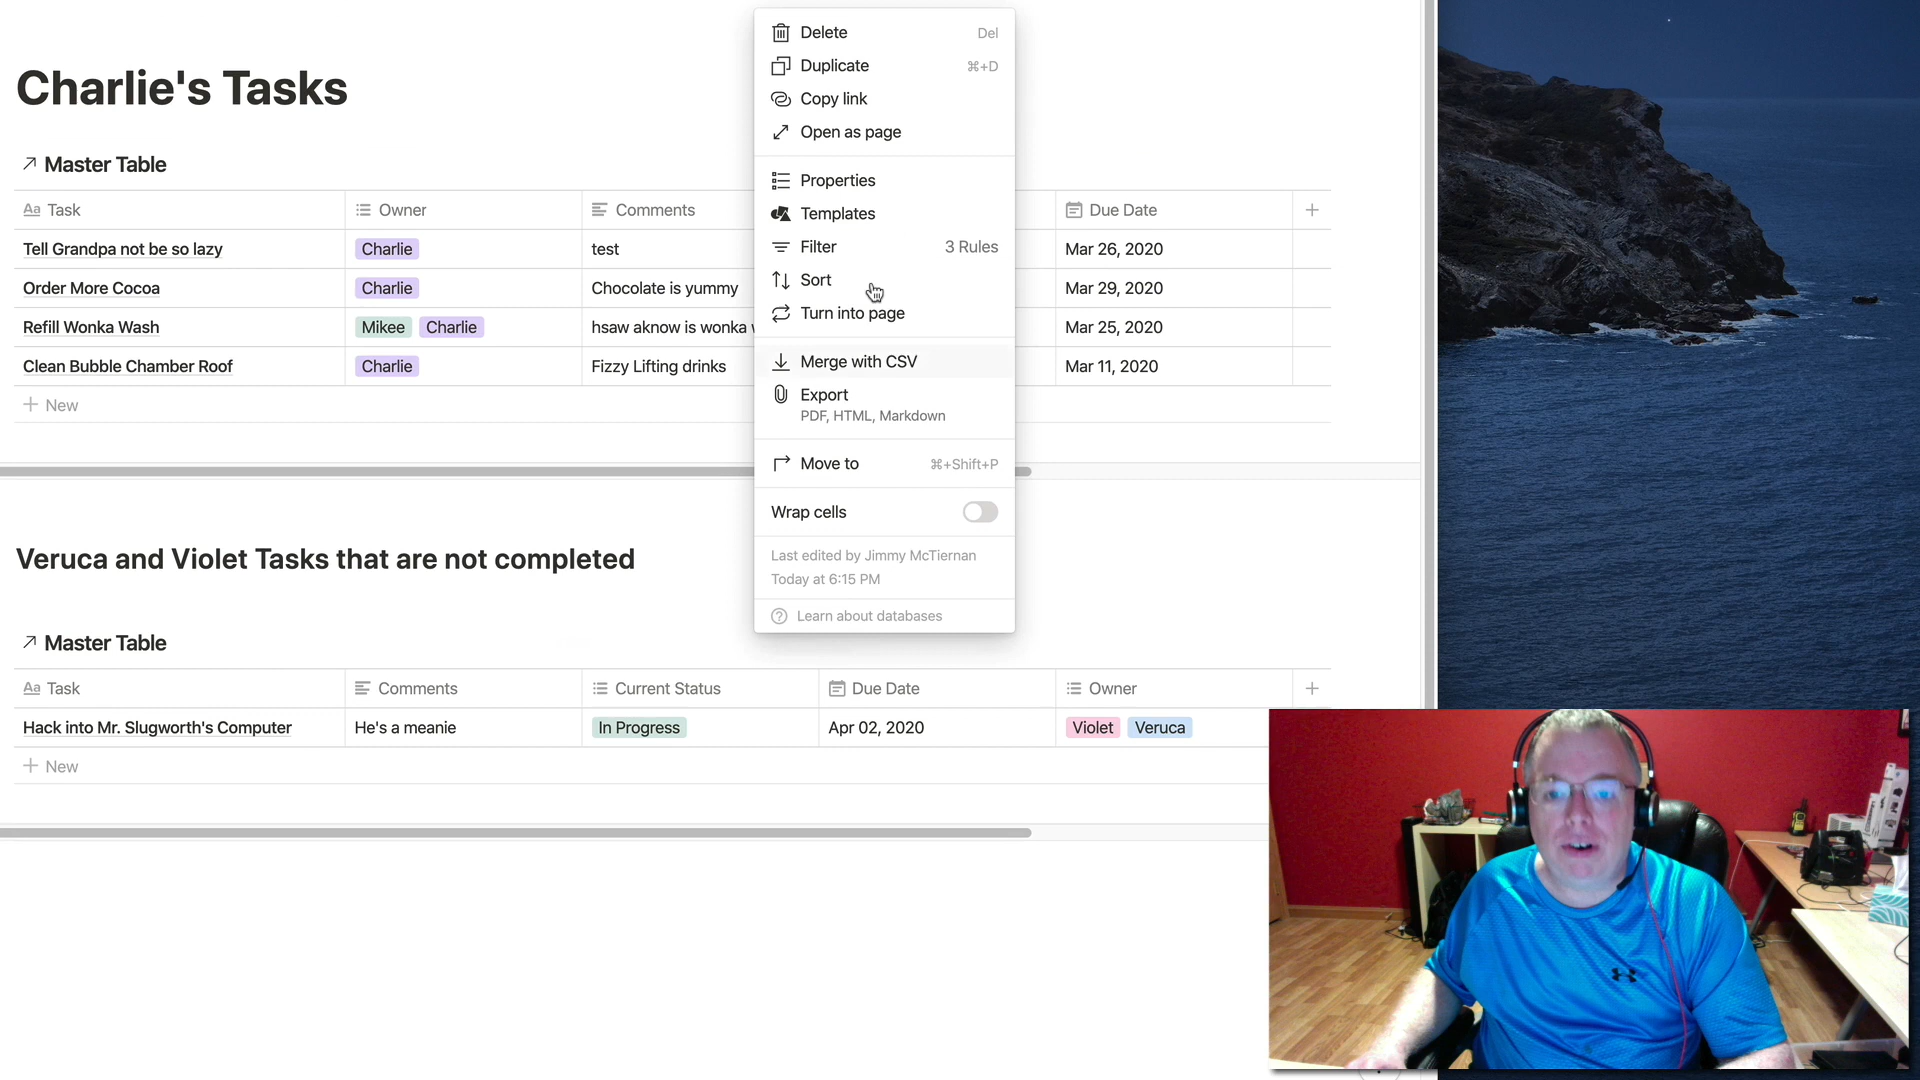 Charlie's Tasks
Master Table
Task Owner Comments Due Date
Tell Grandpa not be so lazy Charlie test Mar 26, 2020
Order More Cocoa Charlie Chocolate is yummy Mar 29, 2020
Refill Wonka Wash Mikee Charlie hsaw aknow is wonka Mar 25, 2020
Clean Bubble Chamber Roof Charlie Fizzy Lifting drinks Mar 11, 2020
New
Delete Del
Duplicate ⌘+D
Copy link
Open as page
Properties
Templates
Filter 3 Rules
Sort
Turn into page
Merge with CSV
Export
PDF, HTML, Markdown
Move to ⌘+Shift+P
Wrap cells
Last edited by Jimmy McTiernan
Today at 6:15 PM
Learn about databases
Veruca and Violet Tasks that are not completed
Master Table
Task Comments Current Status Due Date Owner
Hack into Mr. Slugworth's Computer He's a meanie In Progress Apr 02, 2020 Violet Veruca
New